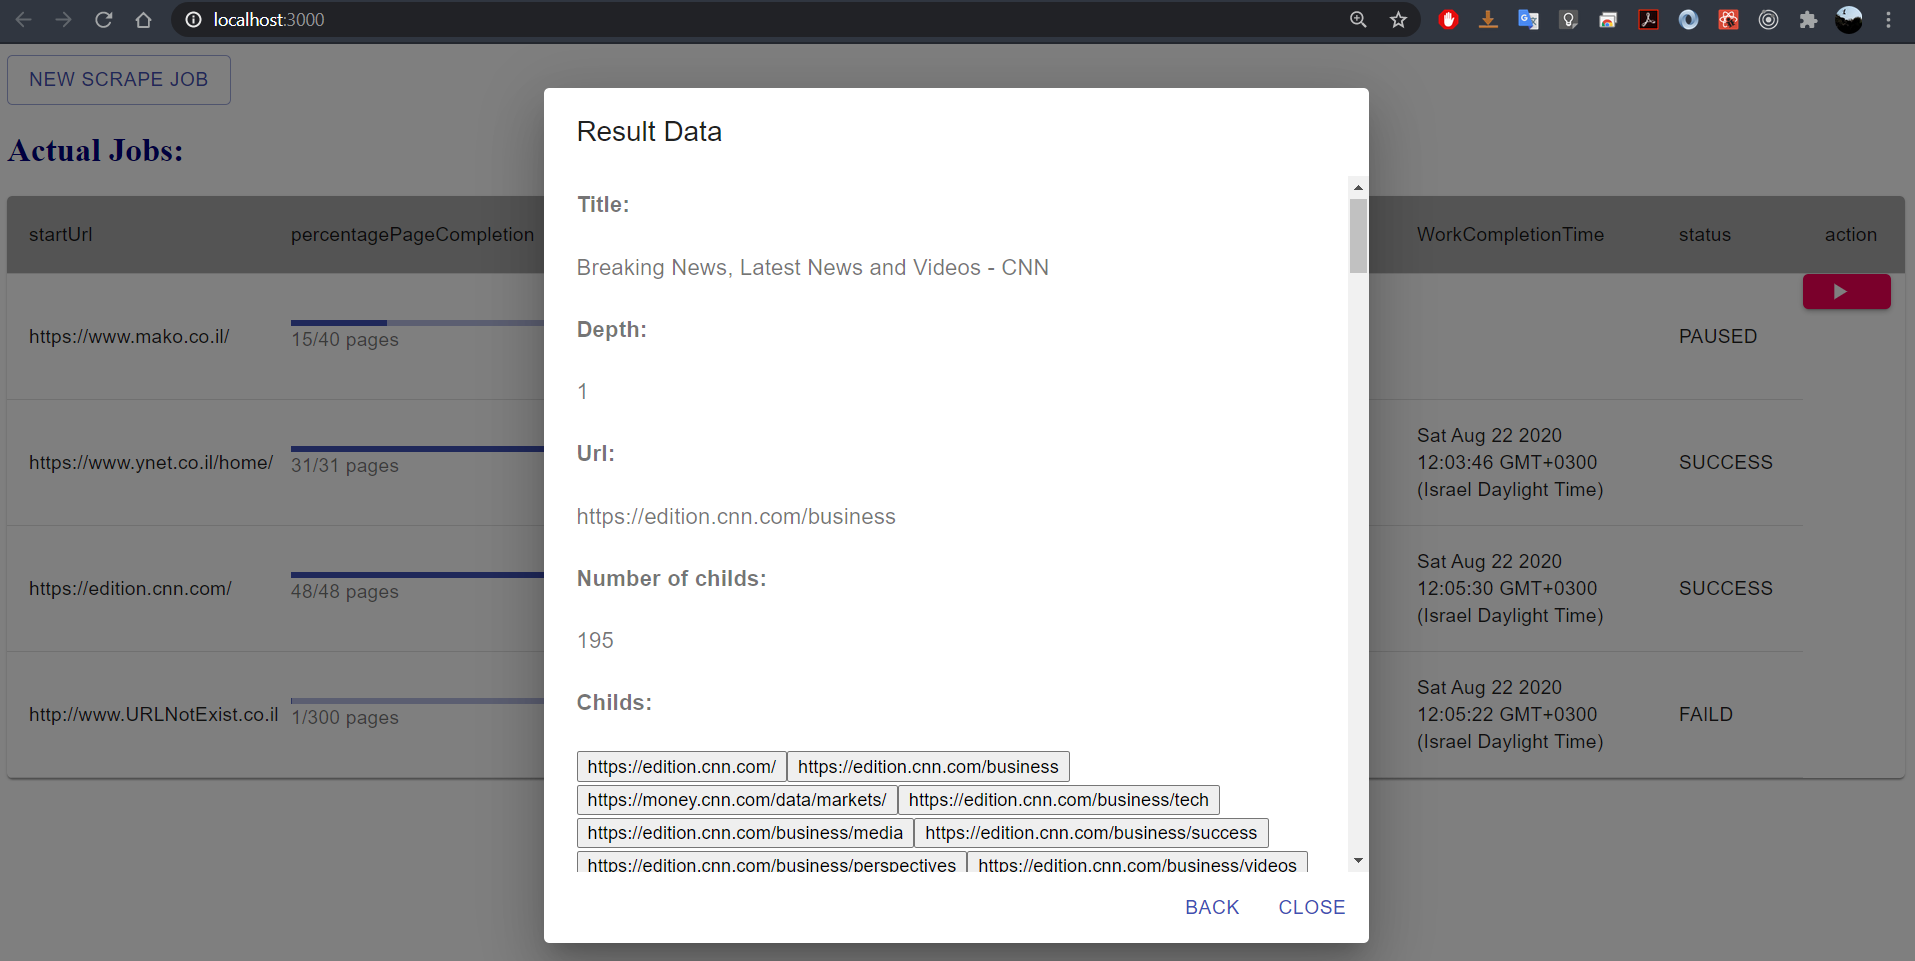 localhost:3000
NEW SCRAPE JOB
Actual Jobs:
startUrl percentagePageCompletion WorkCompletionTime status action
https://www.mako.co.il/ 15/40 pages PAUSED
https://www.ynet.co.il/home/ 31/31 pages Sat Aug 22 2020 12:03:46 GMT+0300 (Israel Daylight Time) SUCCESS
https://edition.cnn.com/ 48/48 pages Sat Aug 22 2020 12:05:30 GMT+0300 (Israel Daylight Time) SUCCESS
http://www.URLNotExist.co.il 1/300 pages Sat Aug 22 2020 12:05:22 GMT+0300 (Israel Daylight Time) FAILD
Result Data
Title:
Breaking News, Latest News and Videos - CNN
Depth:
1
Url:
https://edition.cnn.com/business
Number of childs:
195
Childs:
https://edition.cnn.com/ https://edition.cnn.com/business
https://money.cnn.com/data/markets/ https://edition.cnn.com/business/tech
https://edition.cnn.com/business/media https://edition.cnn.com/business/success
https://edition.cnn.com/business/perspectives https://edition.cnn.com/business/videos
BACK CLOSE